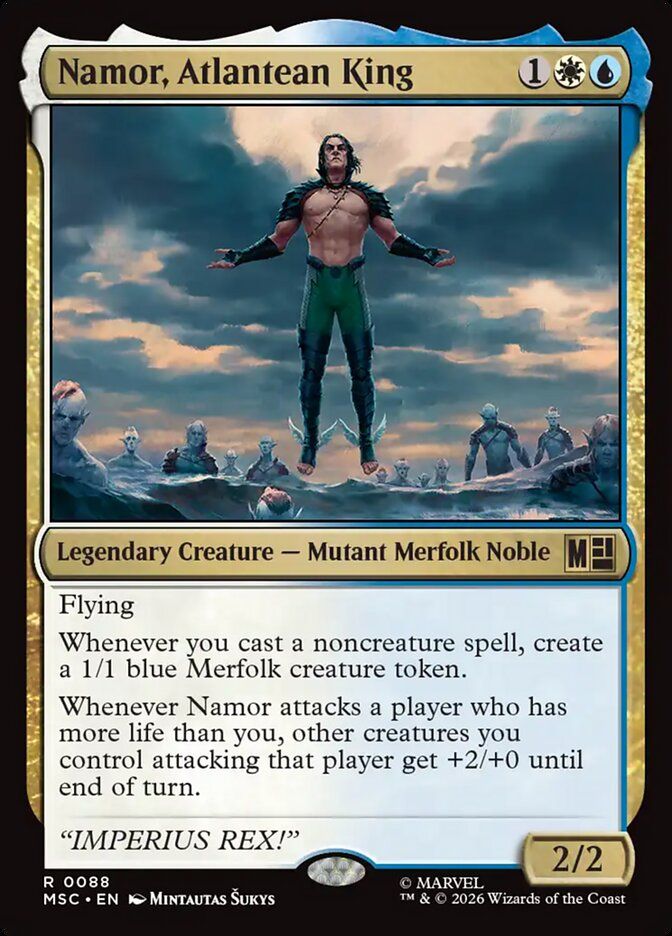 Namor, Atlantean King 1
Legendary Creature — Mutant Merfolk Noble
Flying
Whenever you cast a noncreature spell, create
a 1/1 blue Merfolk creature token.
Whenever Namor attacks a player who has
more life than you, other creatures you
control attacking that player get +2/+0 until
end of turn.
“IMPERIUS REX!”
2/2
R 0088
MSC • EN Mintautas Šukys
© MARVEL
™ & © 2026 Wizards of the Coast